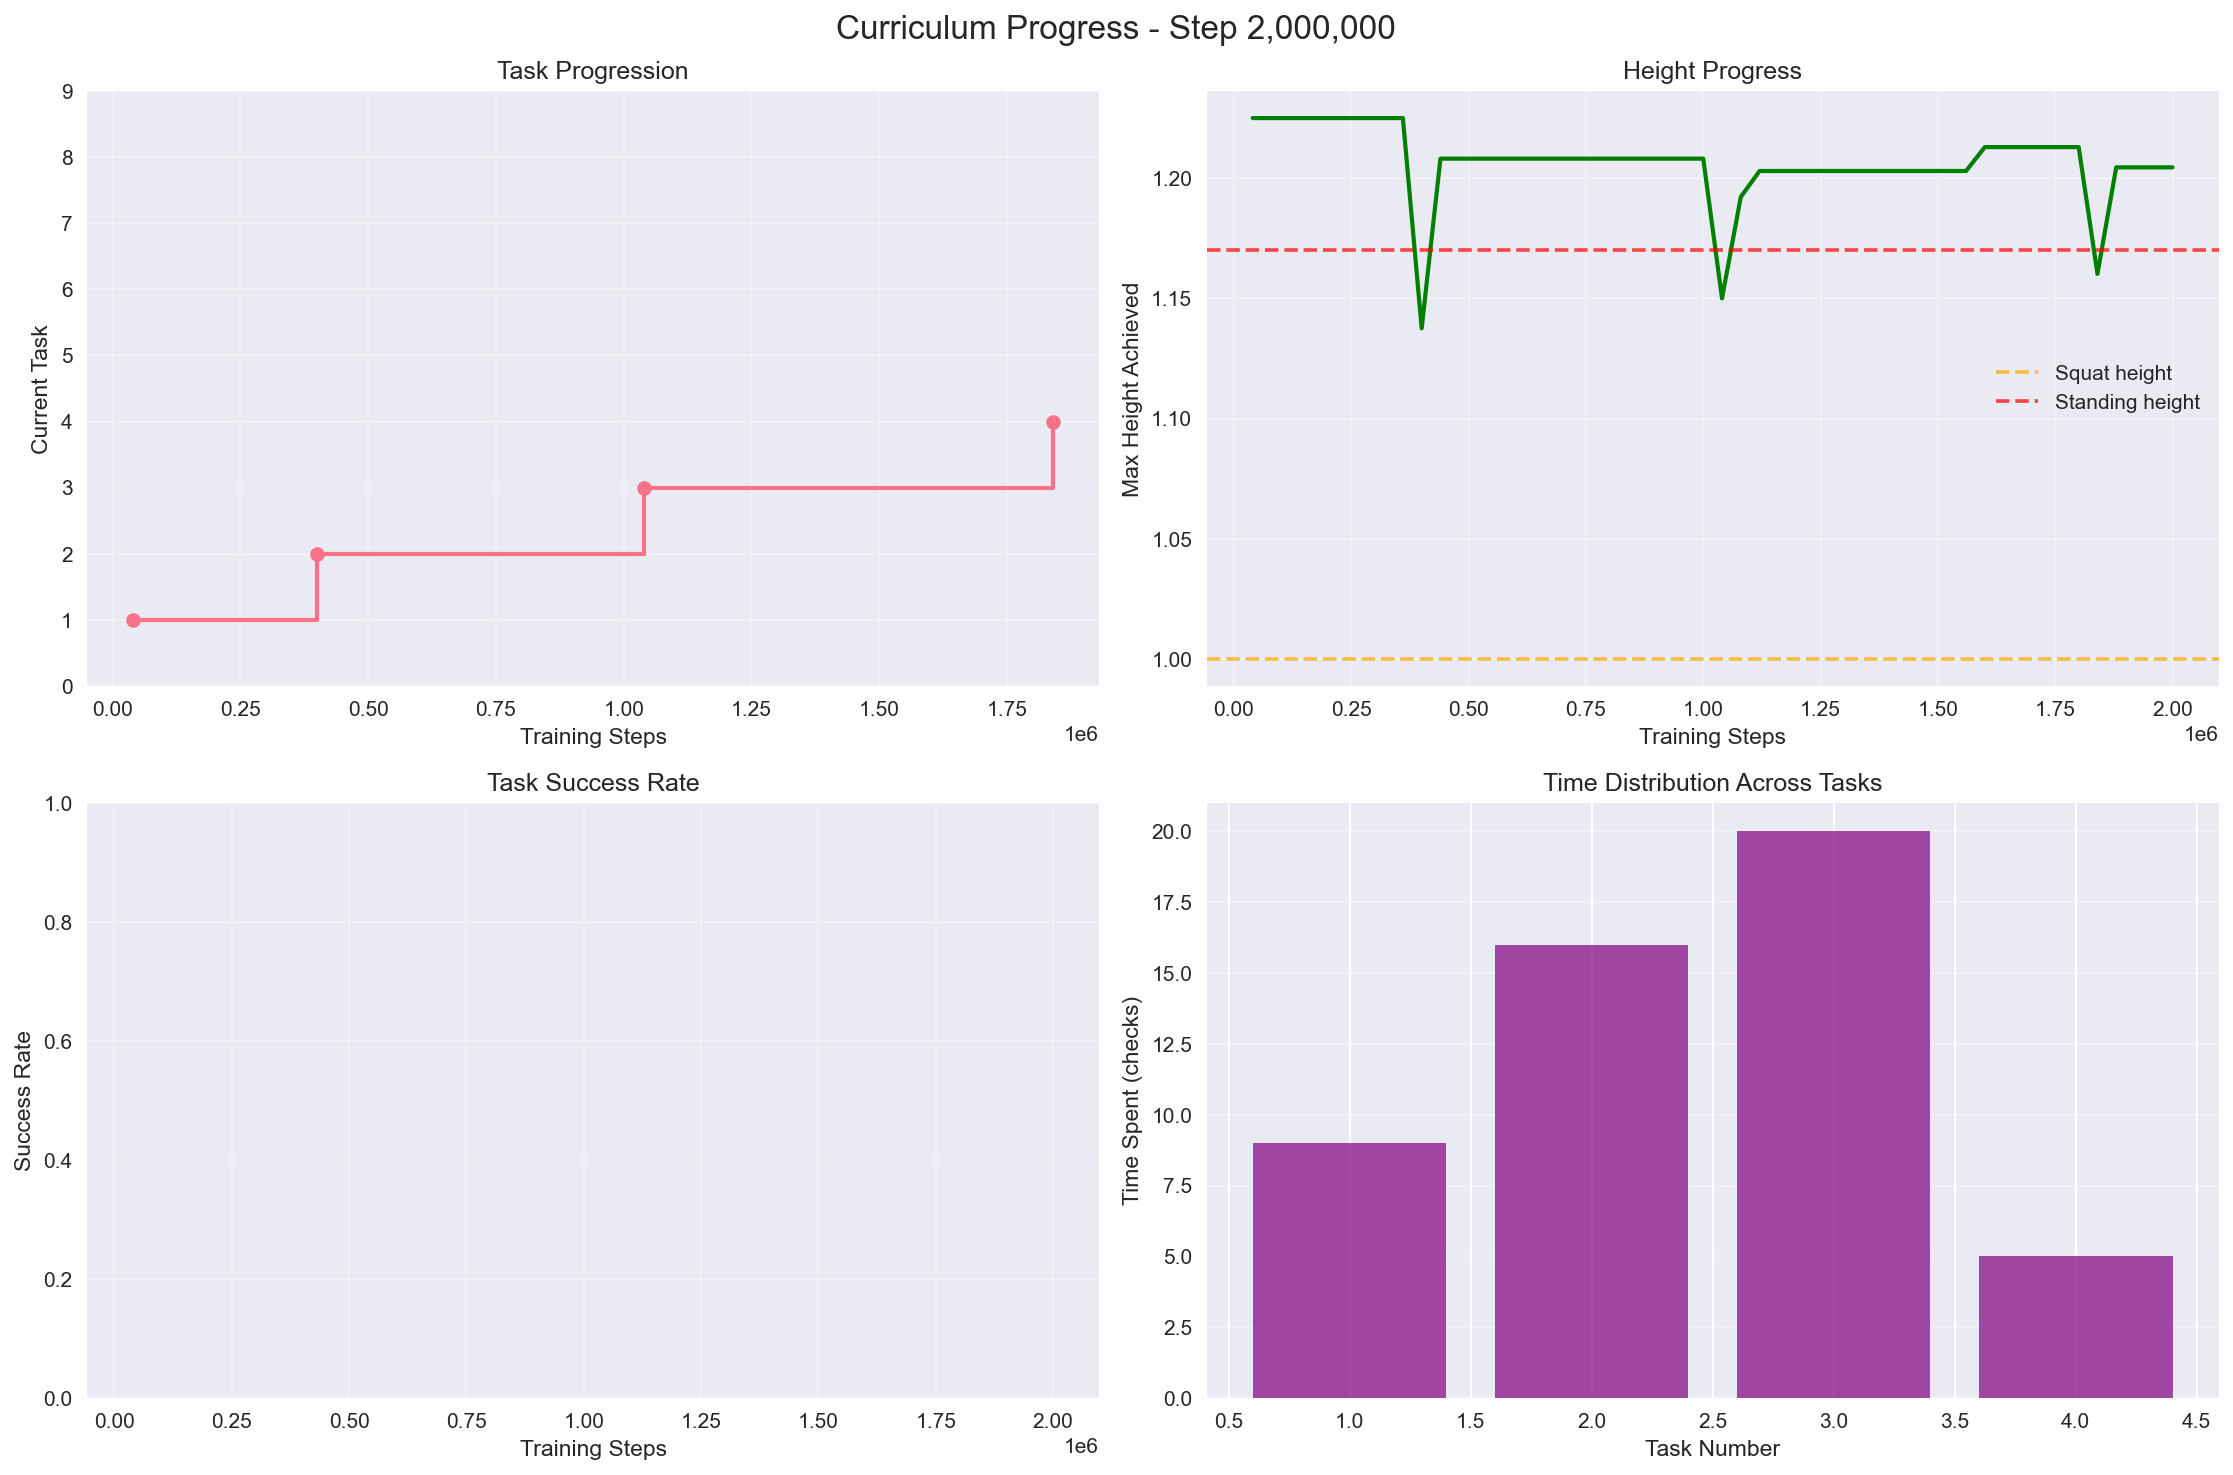 Curriculum Progress - Step 2,000,000
Task Progression
Current Task
9
8
7
6
5
4
3
2
1
0
0.00 0.25 0.50 0.75 1.00 1.25 1.50 1.75
1e6
Training Steps
Height Progress
Max Height Achieved
1.20
1.15
1.10
1.05
1.00
Squat height
Standing height
0.00 0.25 0.50 0.75 1.00 1.25 1.50 1.75 2.00
1e6
Training Steps
Task Success Rate
Success Rate
1.0
0.8
0.6
0.4
0.2
0.0
0.00 0.25 0.50 0.75 1.00 1.25 1.50 1.75 2.00
1e6
Training Steps
Time Distribution Across Tasks
Time Spent (checks)
20.0
17.5
15.0
12.5
10.0
7.5
5.0
2.5
0.0
0.5 1.0 1.5 2.0 2.5 3.0 3.5 4.0 4.5
Task Number